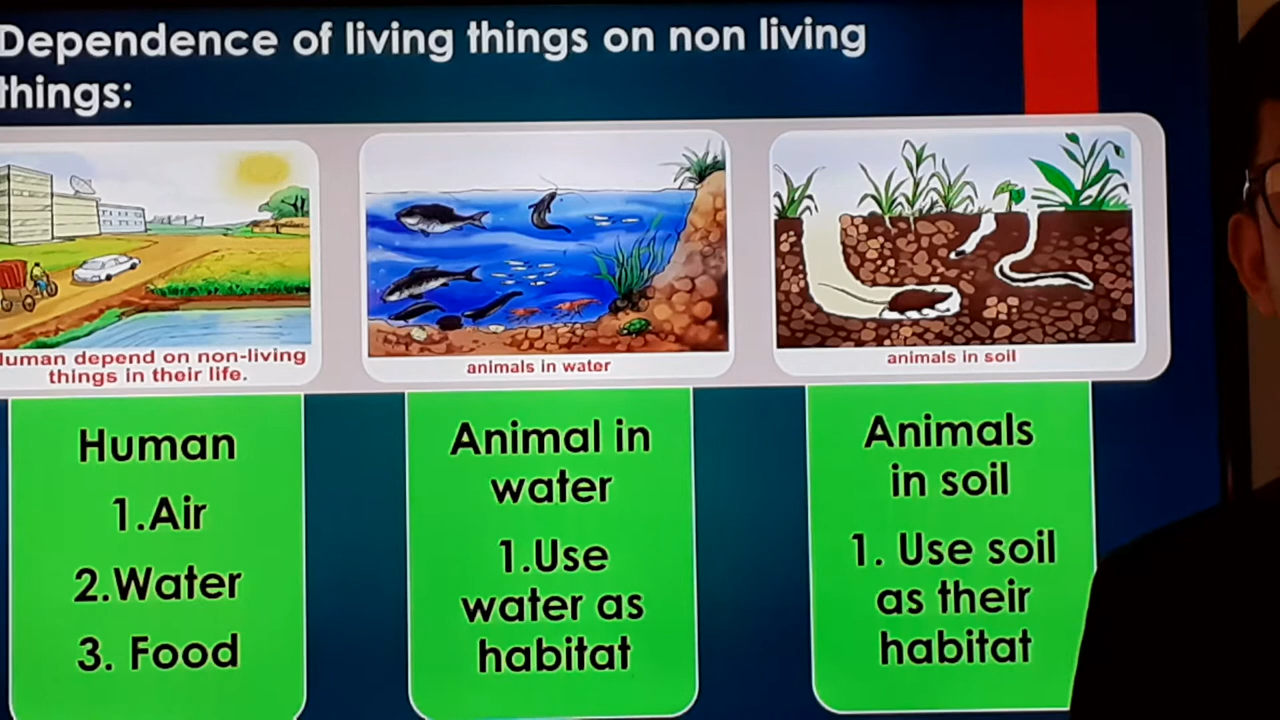 Dependence of living things on non living
things:
Human depend on non-living
things in their life.
animals in water
animals in soil
Human
1.Air
2.Water
3. Food
Animal in
water
1.Use
water as
habitat
Animals
in soil
1. Use soil
as their
habitat